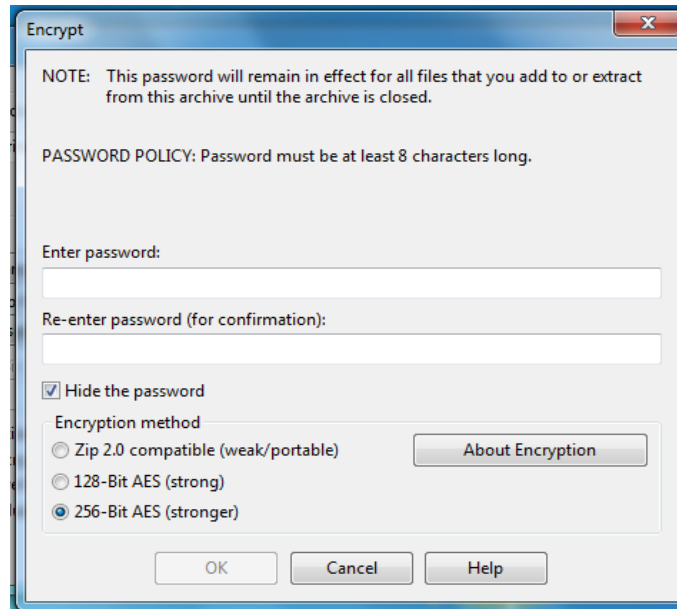 Encrypt
NOTE: This password will remain in effect for all files that you add to or extract
from this archive until the archive is closed.
PASSWORD POLICY: Password must be at least 8 characters long.
Enter password:
Re-enter password (for confirmation):
Hide the password
Encryption method
Zip 2.0 compatible (weak/portable)
About Encryption
128-Bit AES (strong)
256-Bit AES (stronger)
OK Cancel Help